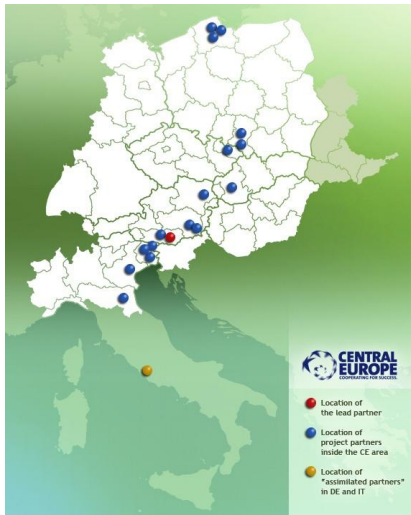 CENTRAL
EUROPE
COOPERATING FOR SUCCESS.
Location of
the lead partner
Location of
project partners
inside the CE area
Location of
"assimilated partners"
in DE and IT